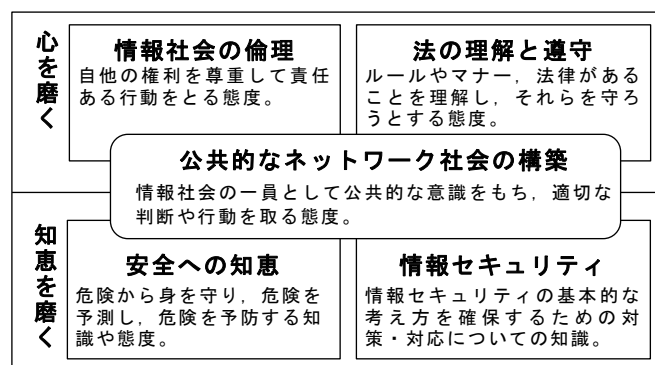 心を磨く
情報社会の倫理
自他の権利を尊重して責任
ある行動をとる態度。
法の理解と遵守
ルールやマナー，法律がある
ことを理解し，それらを守ろ
うとする態度。
公共的なネットワーク社会の構築
情報社会の一員として公共的な意識をもち，適切な
判断や行動を取る態度。
知恵を磨く
安全への知恵
危険から身を守り，危険を
予測し，危険を予防する知
識や態度。
情報セキュリティ
情報セキュリティの基本的な
考え方を確保するための対
策・対応についての知識。